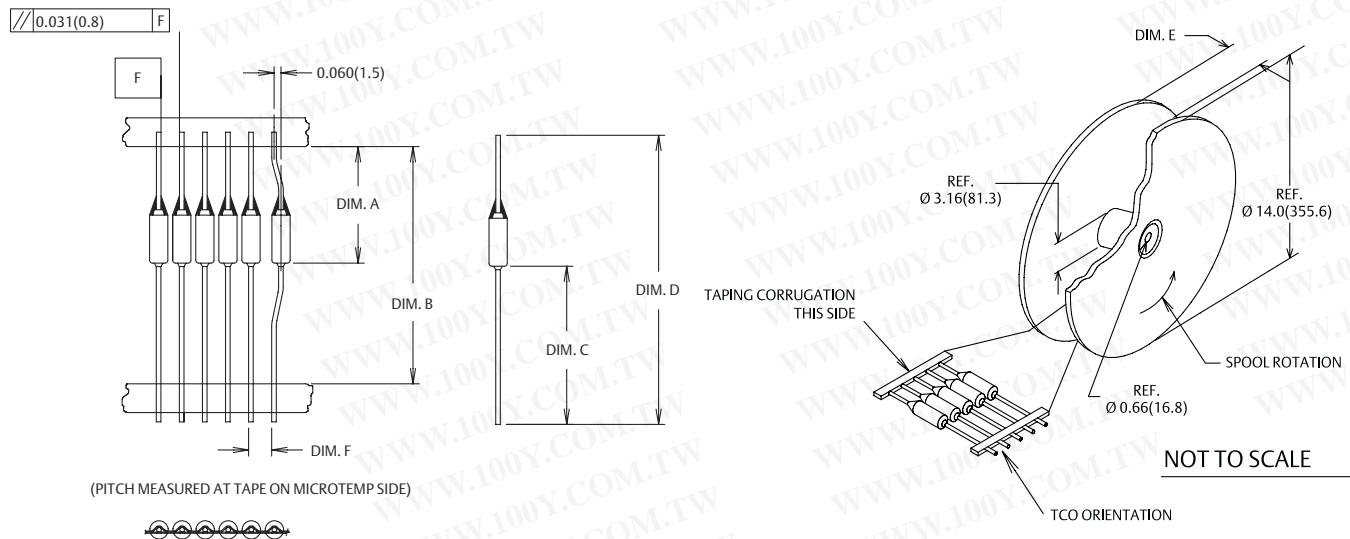 // 0.031(0.8) F
F
0.060(1.5)
DIM. A
DIM. B
DIM. F
(PITCH MEASURED AT TAPE ON MICROTEMP SIDE)
DIM. C
DIM. D
DIM. E
REF.
Ø 3.16(81.3)
REF.
Ø 14.0(355.6)
TAPING CORRUGATION
THIS SIDE
SPOOL ROTATION
REF.
Ø 0.66(16.8)
NOT TO SCALE
TCO ORIENTATION
WWW.100Y.COM.TW